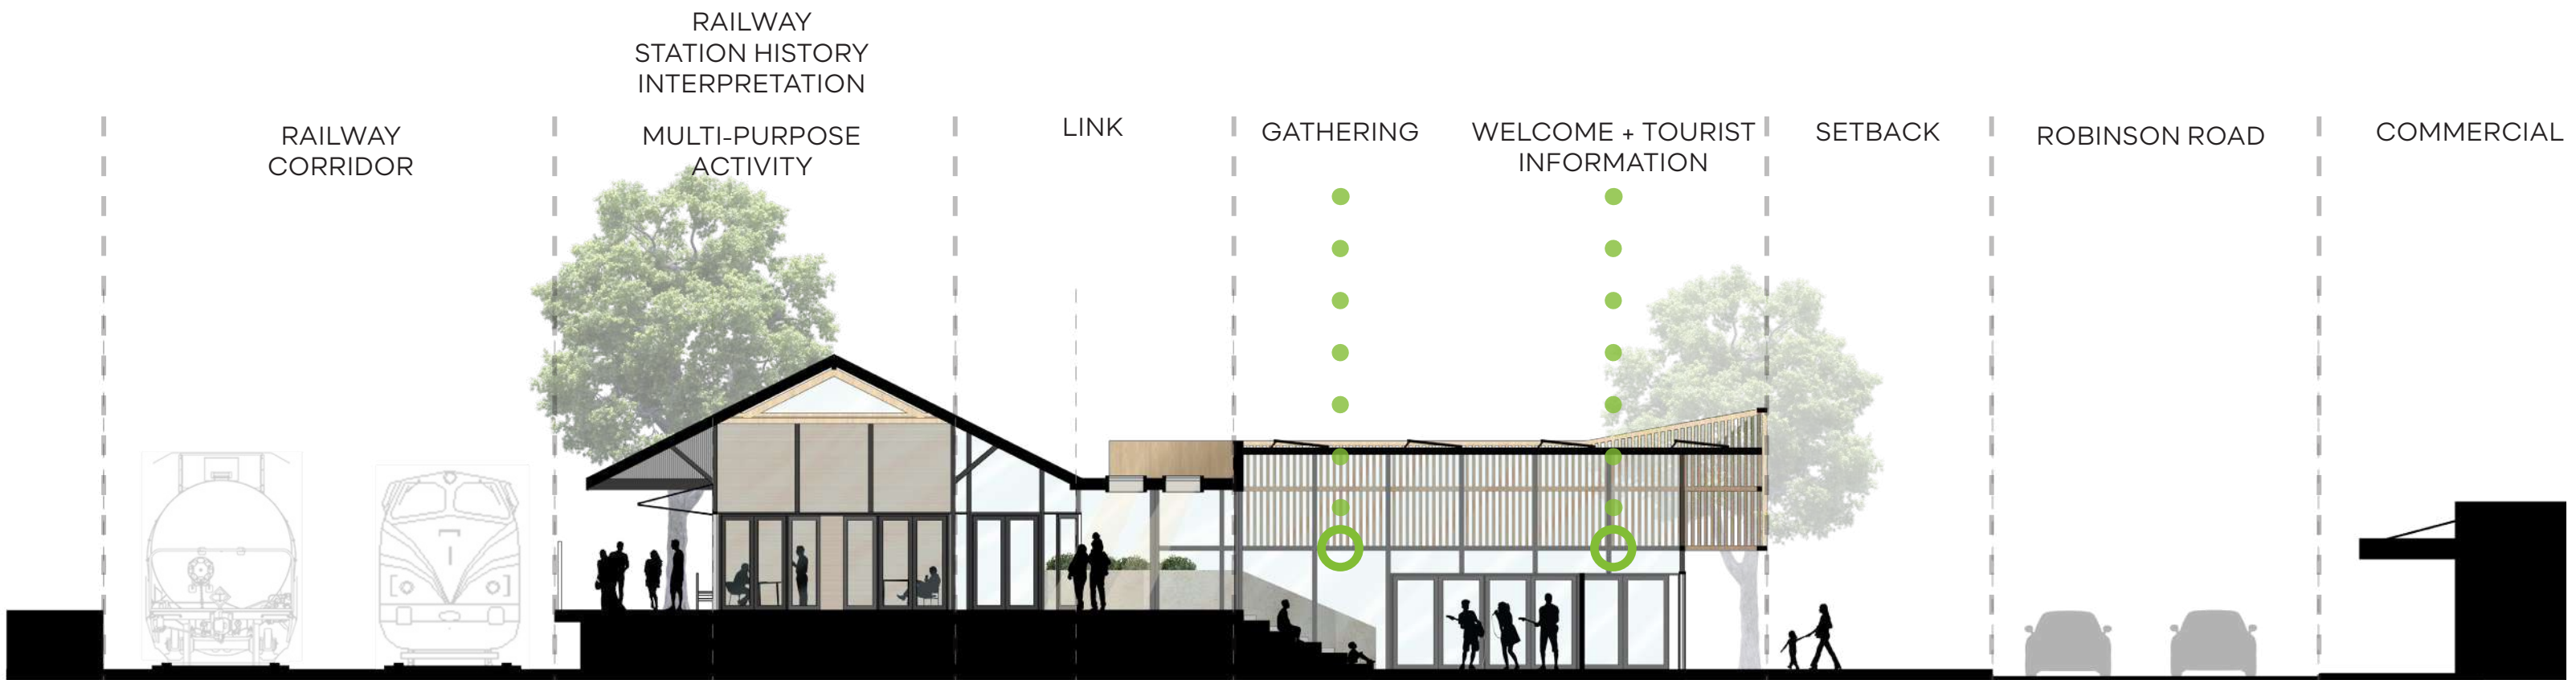 RAILWAY
STATION HISTORY
INTERPRETATION
RAILWAY
CORRIDOR
MULTI-PURPOSE
ACTIVITY
LINK
GATHERING
WELCOME + TOURIST
INFORMATION
SETBACK
ROBINSON ROAD
COMMERCIAL